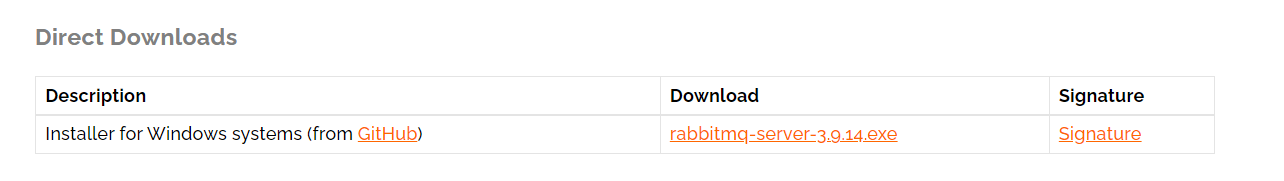 Direct Downloads
Description Download Signature
Installer for Windows systems (from GitHub) rabbitmq-server-3.9.14.exe Signature